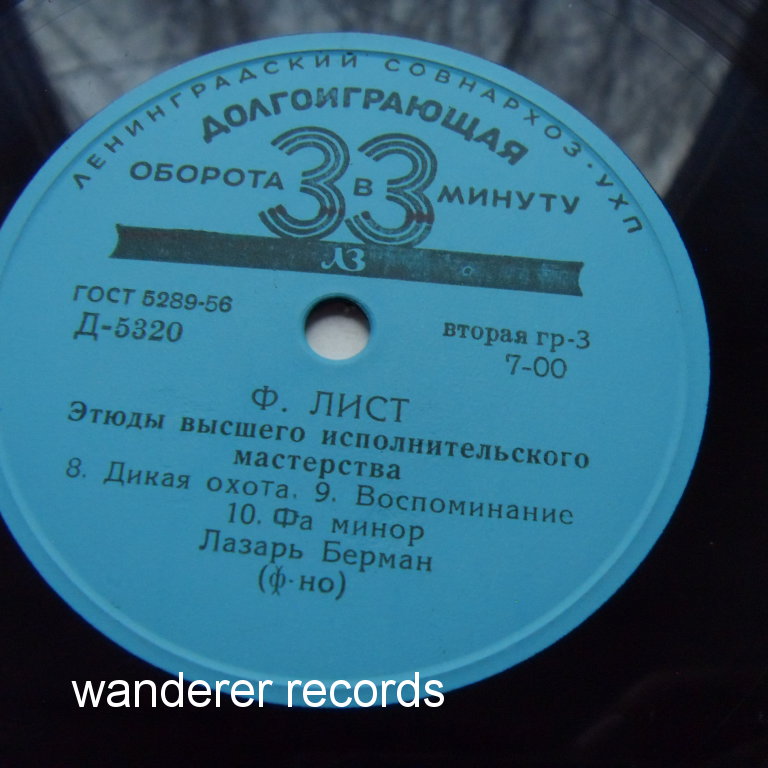 ЛЕНИНГРАДСКИЙ СОВНАРХОЗ · УХП
ДОЛГОИГРАЮЩАЯ
ОБОРОТА 33 В МИНУТУ
ЛЗ
ГОСТ 5289-56
Д-5320
вторая гр-3
7-00
Ф. ЛИСТ
Этюды высшего исполнительского
мастерства
8. Дикая охота. 9. Воспоминание
10. Фа минор
Лазарь Берман
(ф-но)
wanderer records